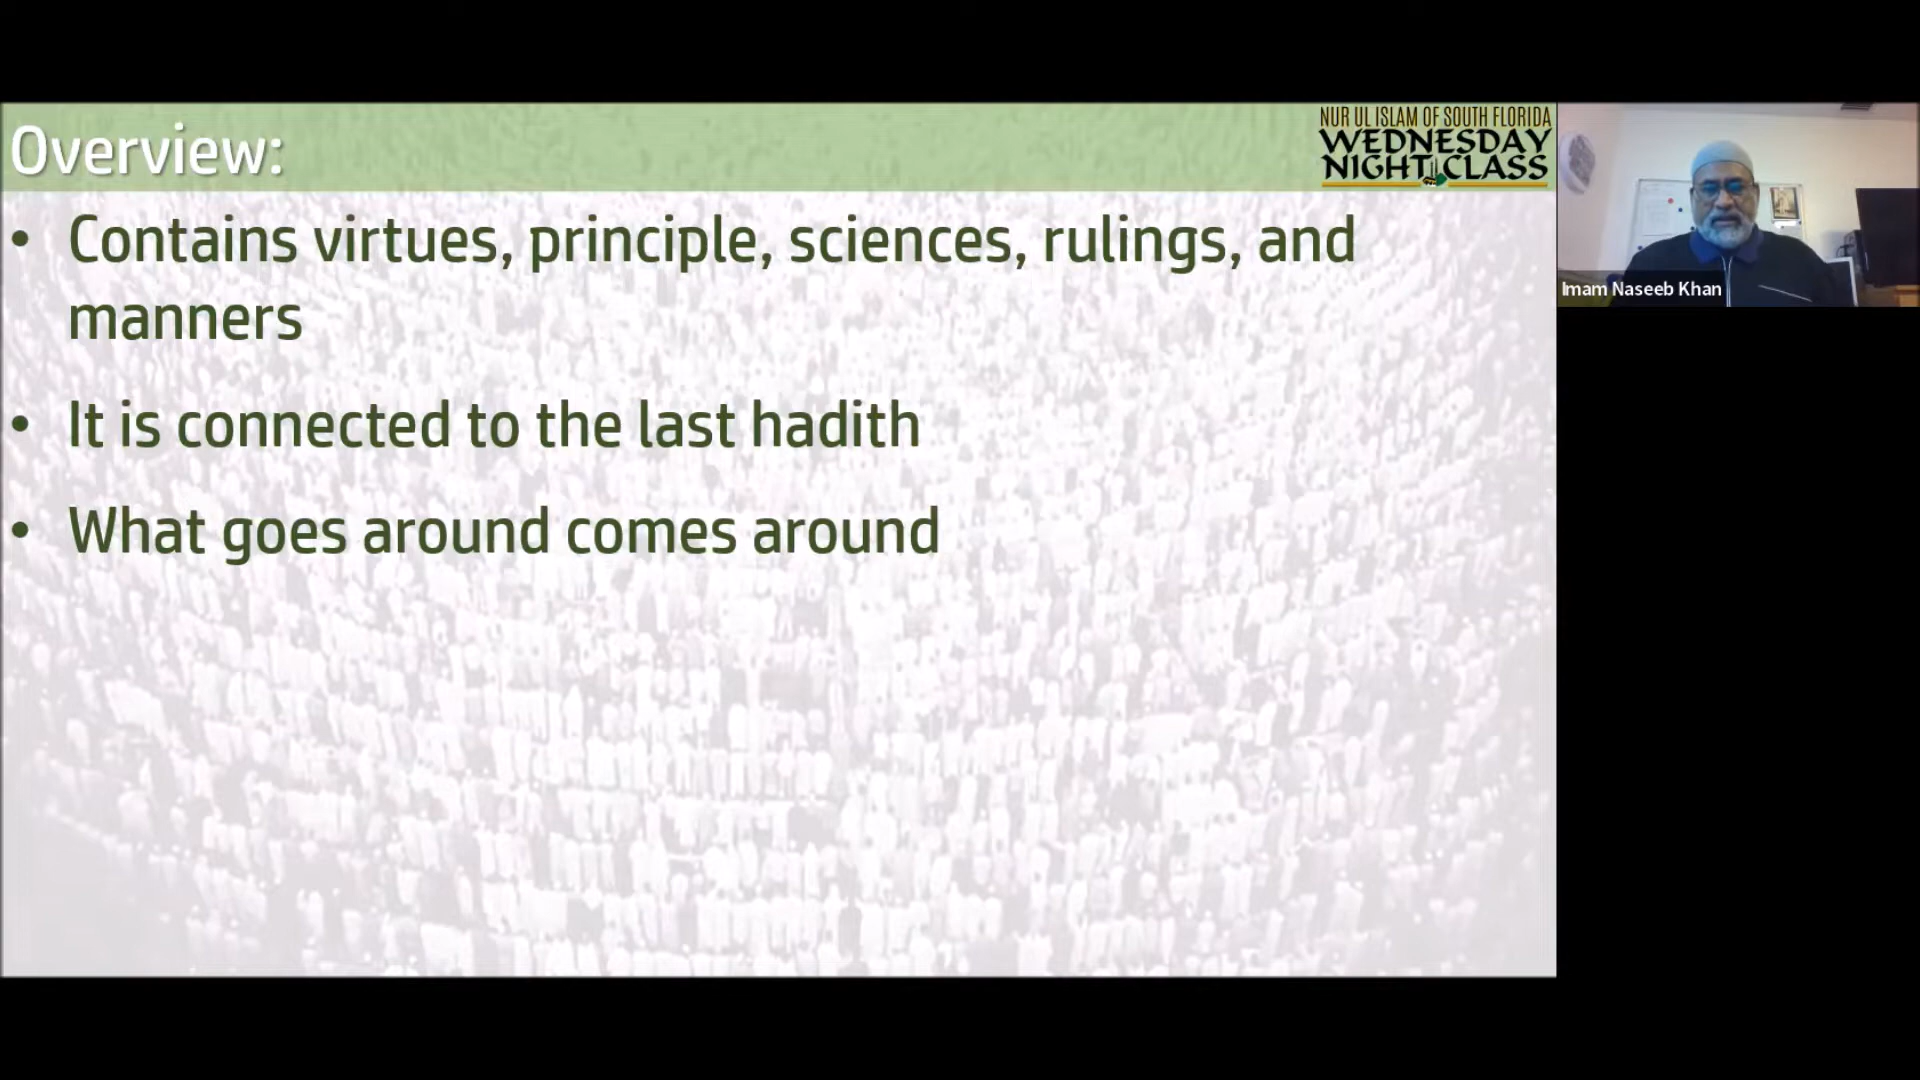 Overview:
NUR UL ISLAM OF SOUTH FLORIDA
WEDNESDAY
NIGHT CLASS
• Contains virtues, principle, sciences, rulings, and
manners
• It is connected to the last hadith
• What goes around comes around
Imam Naseeb Khan